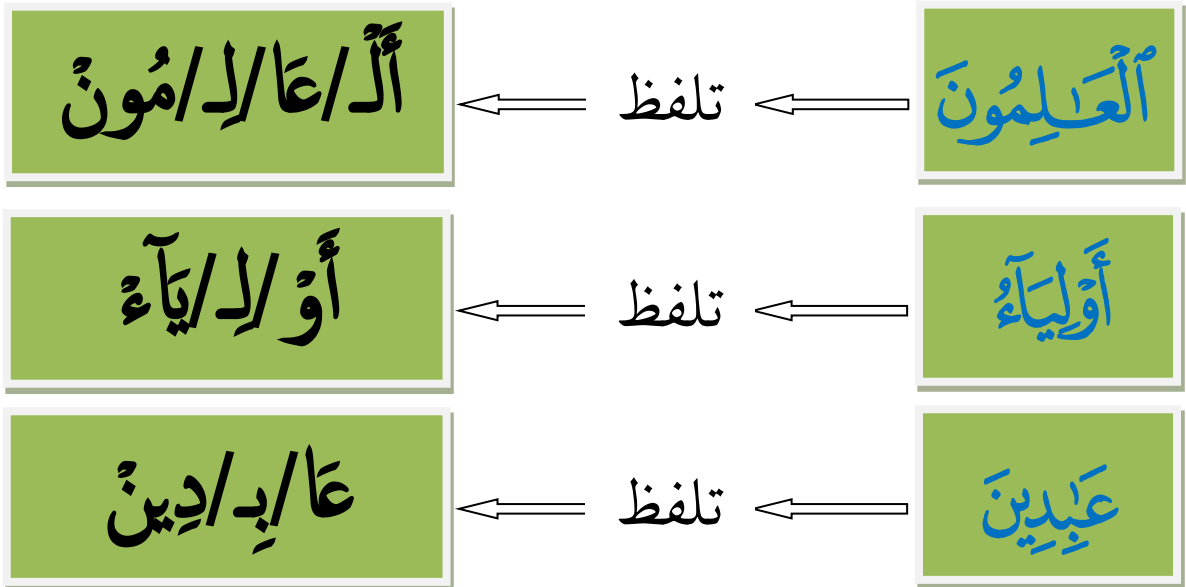 ٱلْعَـٰلِمُونَ تلفظ أَلْـ/عَا/لِـ/مُونْ
أَوْلِيَآءُ تلفظ أَوْ/لِـ/يَآءْ
عَـٰبِدِينَ تلفظ عَا/بِـ/دِينْ